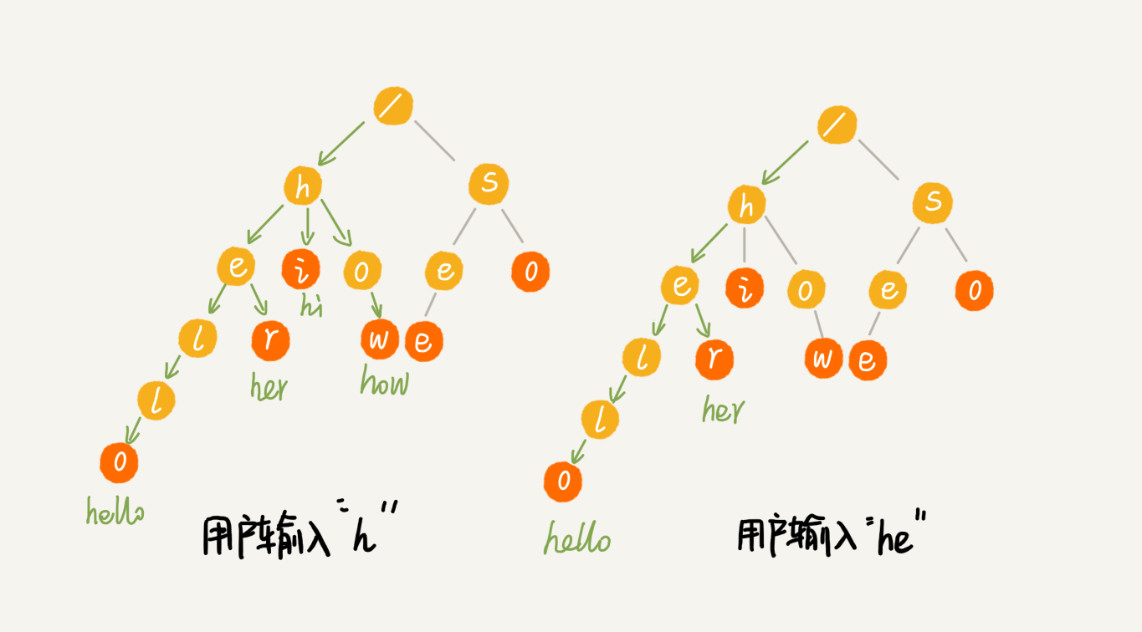 /
h S
e i o e o
hi
l r w e
her how
l
o
hello
用户输入“h”
/
h S
e i o e o
l r w e
her
l
o
hello
用户输入“he”